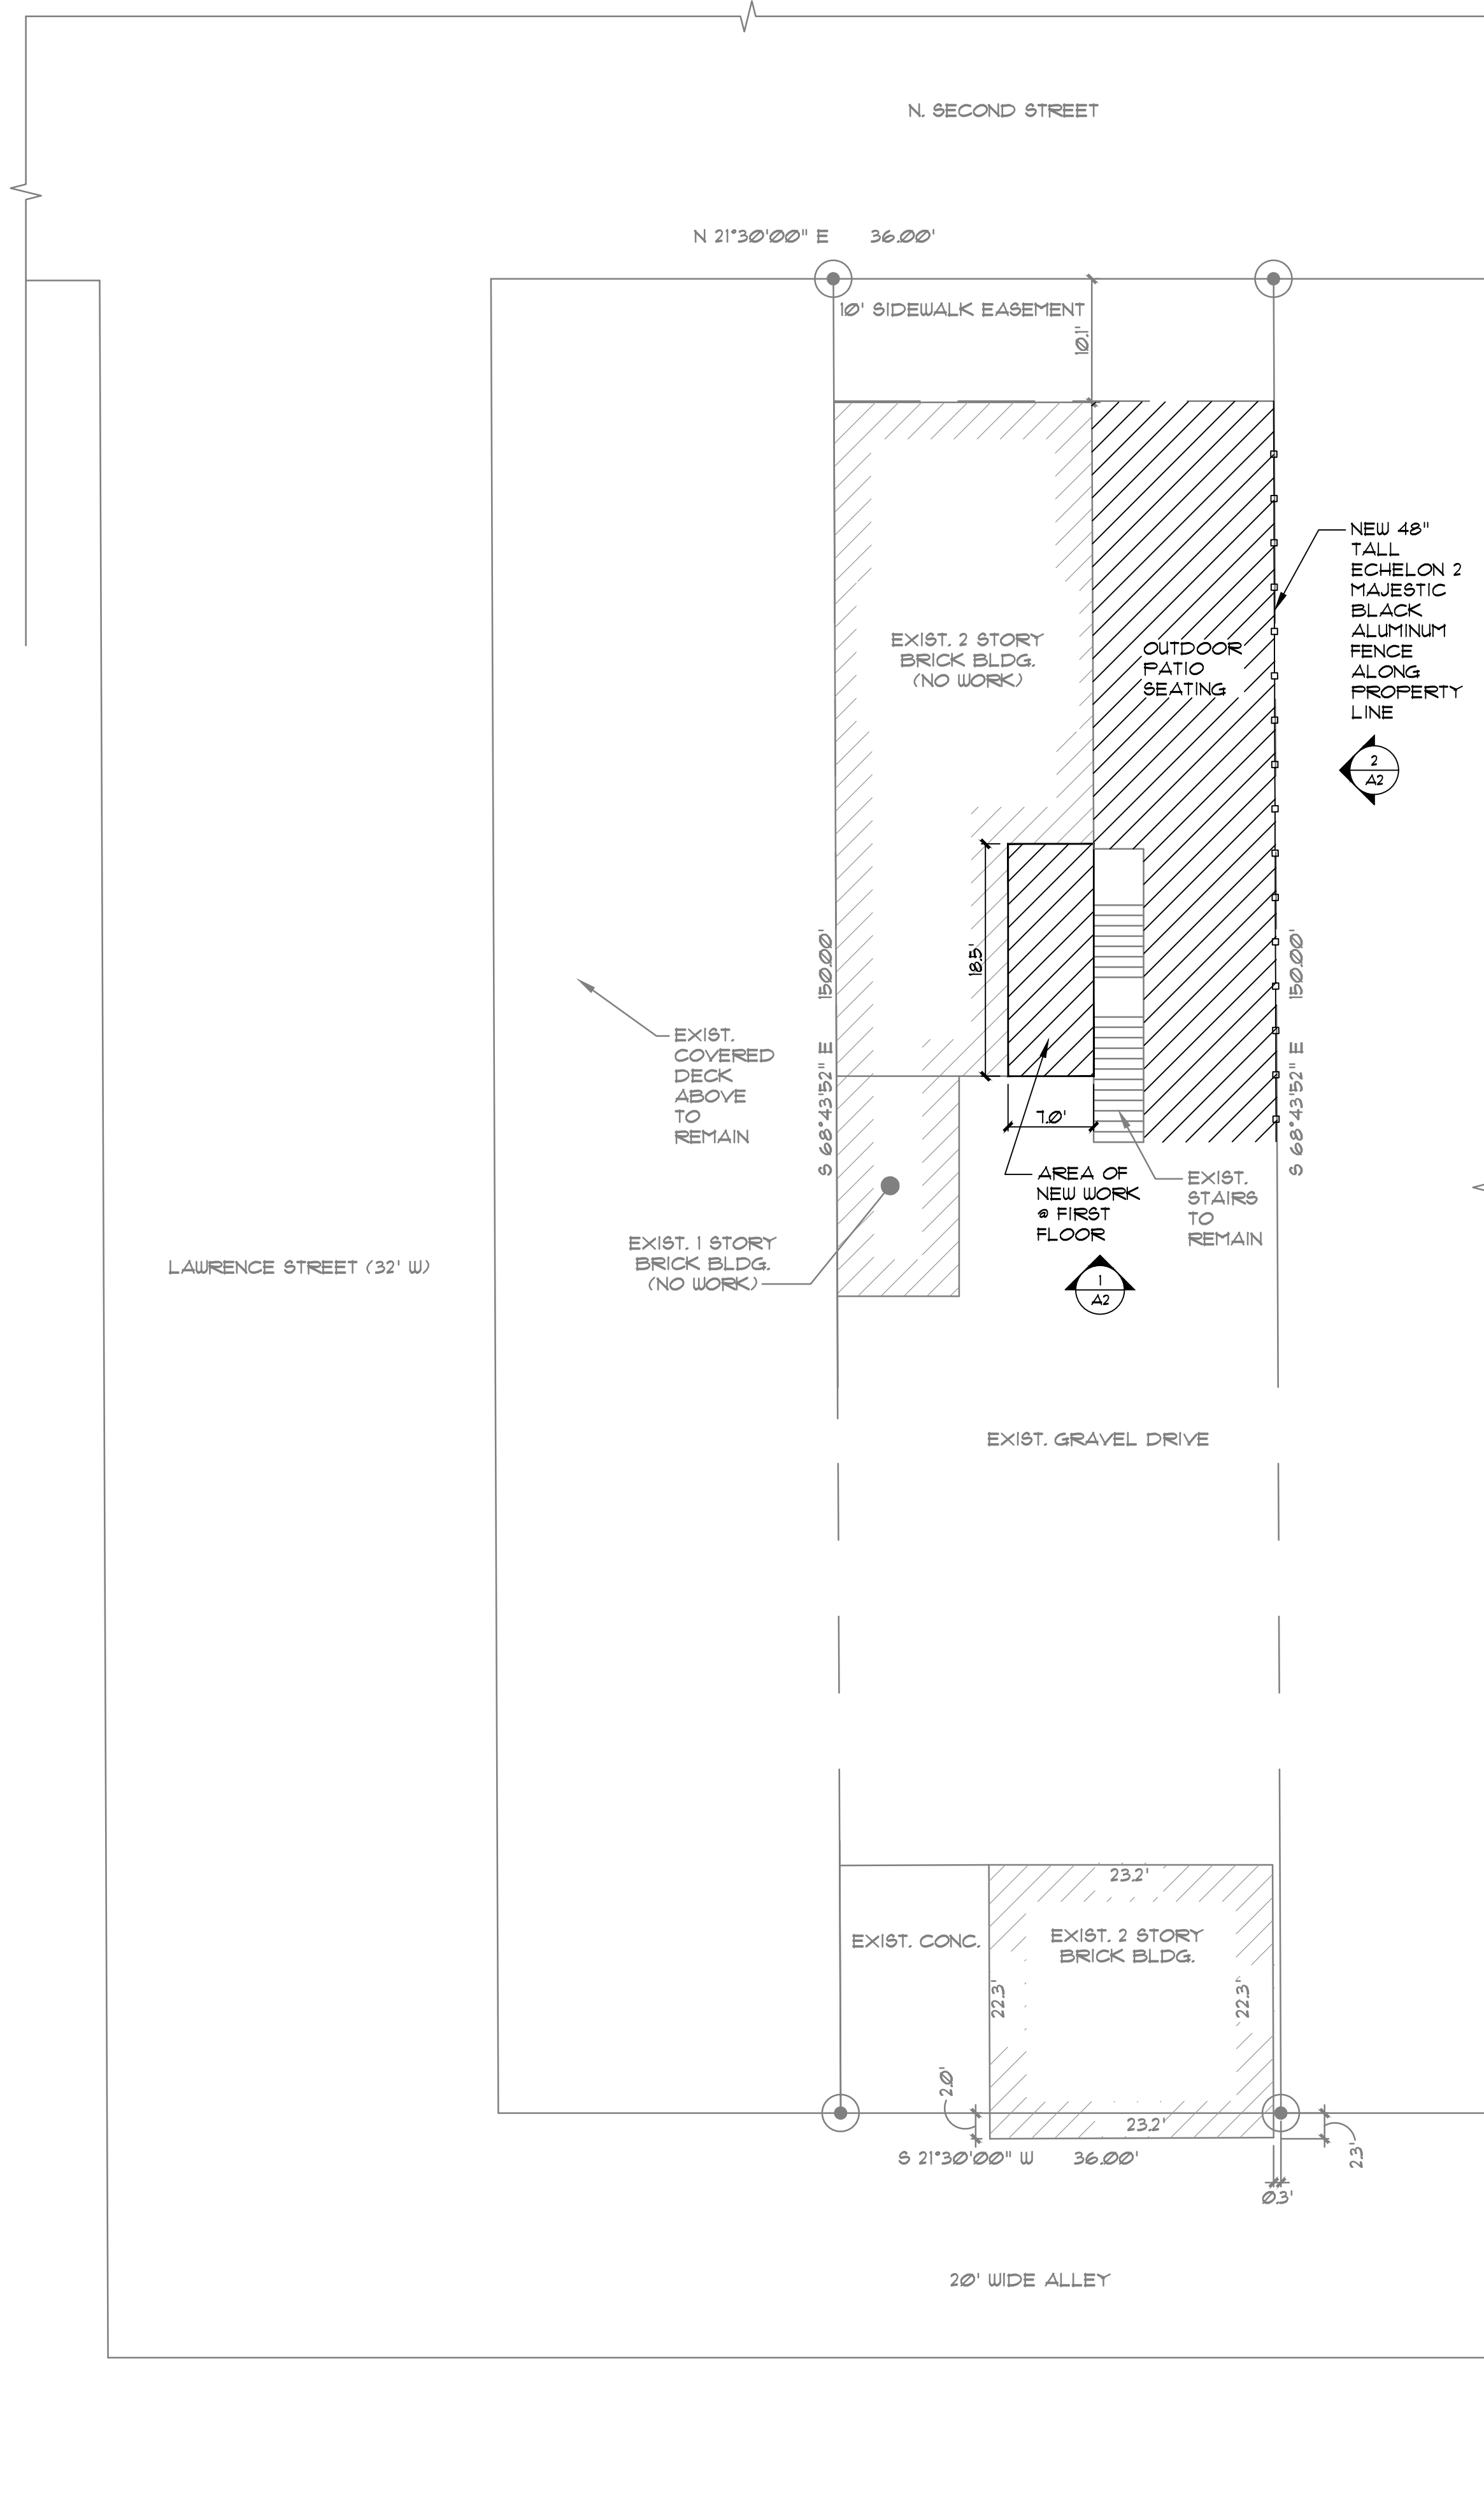 N. SECOND STREET
N 21°30'00" E 36.00'
10' SIDEWALK EASEMENT
10.1'
NEW 48"
TALL
ECHELON 2
MAJESTIC
BLACK
ALUMINUM
FENCE
ALONG
PROPERTY
LINE
EXIST. 2 STORY
BRICK BLDG.
(NO WORK)
OUTDOOR
PATIO
SEATING
2
A2
18.5'
S 68°43'52" E 150.00'
S 68°43'52" E 150.00'
EXIST.
COVERED
DECK
ABOVE
TO
REMAIN
7.0'
AREA OF
NEW WORK
@ FIRST
FLOOR
EXIST.
STAIRS
TO
REMAIN
EXIST. 1 STORY
BRICK BLDG.
(NO WORK)
LAWRENCE STREET (32' W)
1
A2
EXIST. GRAVEL DRIVE
23.2'
EXIST. CONC.
EXIST. 2 STORY
BRICK BLDG.
22.3'
22.3'
2.0'
23.2'
S 21°30'00" W 36.00'
2.3'
0.3'
20' WIDE ALLEY